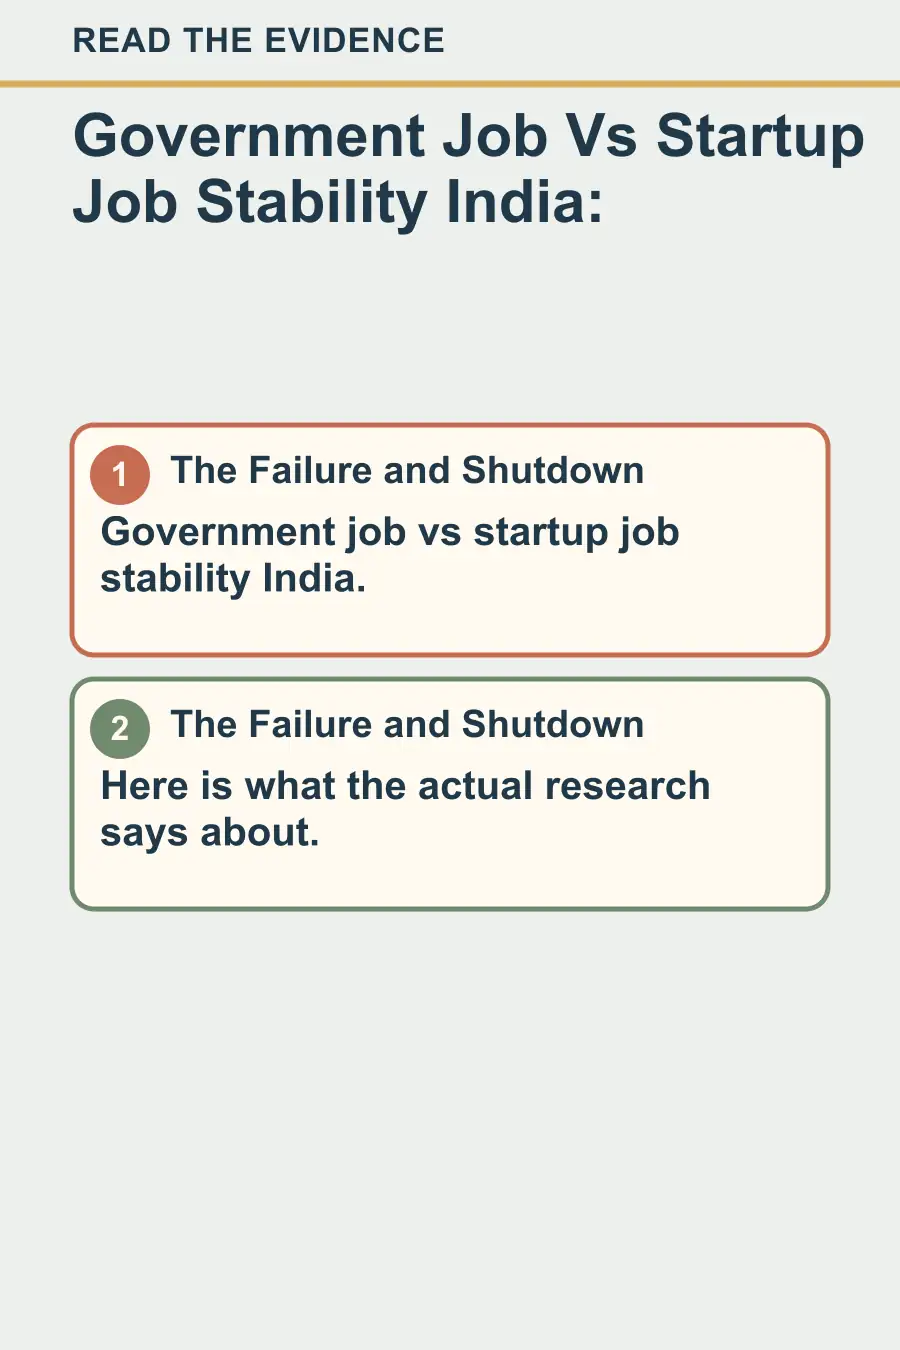 READ THE EVIDENCE
Government Job Vs Startup
Job Stability India:
1 The Failure and Shutdown
Government job vs startup job
stability India.
2 The Failure and Shutdown
Here is what the actual research
says about.